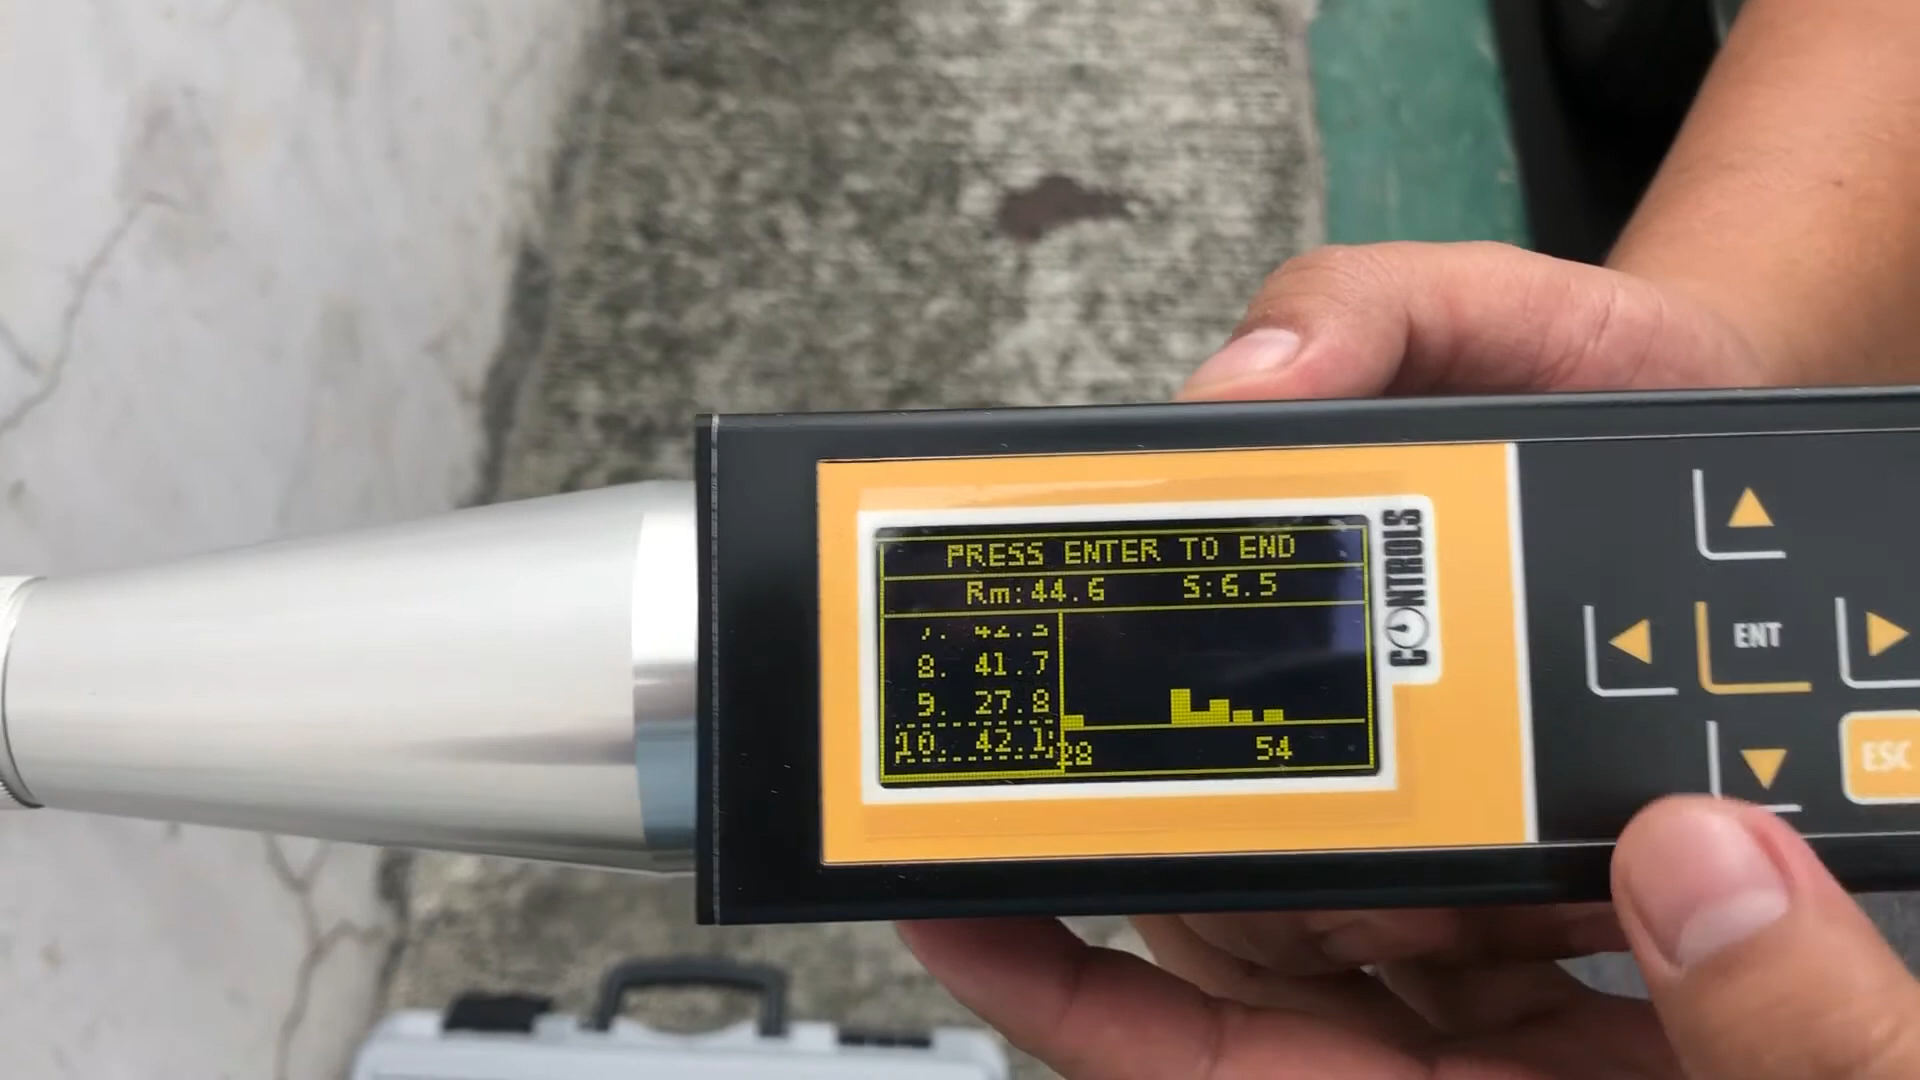 PRESS ENTER TO END
Rm:44.6 S:6.5
8. 41.7
9. 27.8
10. 42.1
28 54
CONTROLS
ENT
ESC